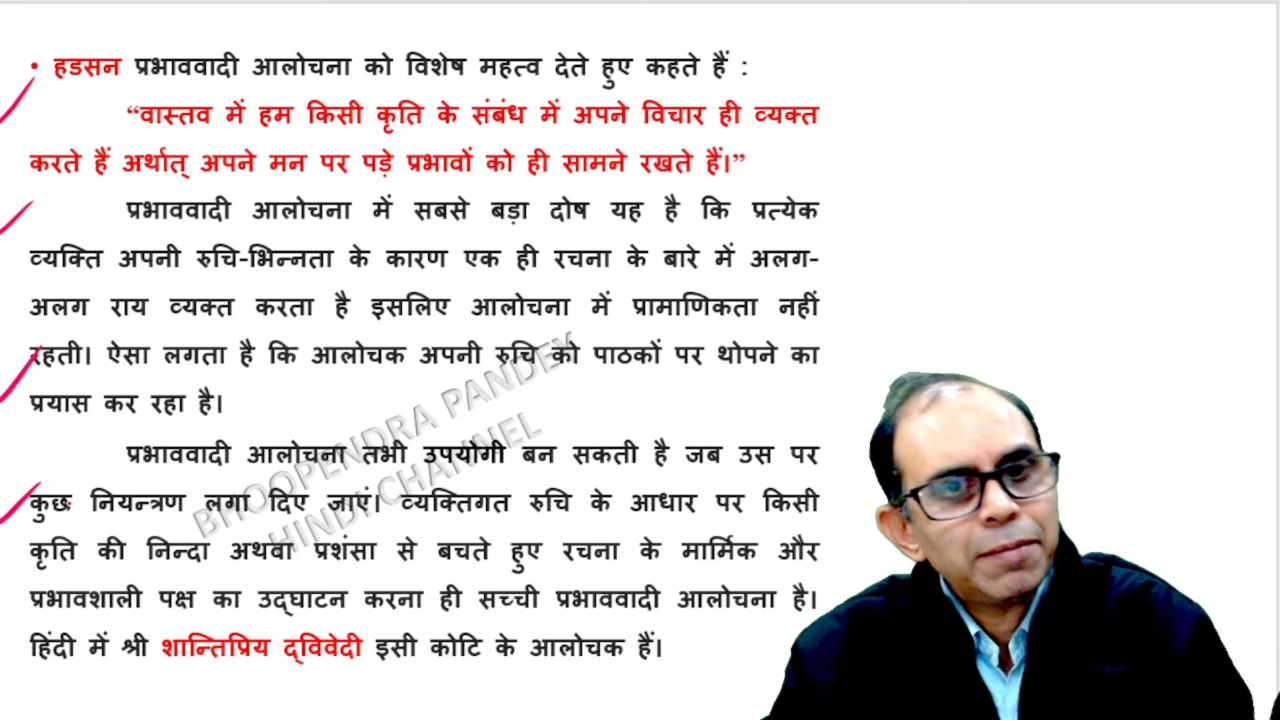 • हडसन प्रभाववादी आलोचना को विशेष महत्व देते हुए कहते हैं :
“वास्तव में हम किसी कृति के संबंध में अपने विचार ही व्यक्त
करते हैं अर्थात् अपने मन पर पड़े प्रभावों को ही सामने रखते हैं।”
प्रभाववादी आलोचना में सबसे बड़ा दोष यह है कि प्रत्येक
व्यक्ति अपनी रुचि-भिन्नता के कारण एक ही रचना के बारे में अलग-
अलग राय व्यक्त करता है इसलिए आलोचना में प्रामाणिकता नहीं
रहती। ऐसा लगता है कि आलोचक अपनी रुचि को पाठकों पर थोपने का
प्रयास कर रहा है।
प्रभाववादी आलोचना तभी उपयोगी बन सकती है जब उस पर
कुछ नियन्त्रण लगा दिए जाएं। व्यक्तिगत रुचि के आधार पर किसी
कृति की निन्दा अथवा प्रशंसा से बचते हुए रचना के मार्मिक और
प्रभावशाली पक्ष का उद्घाटन करना ही सच्ची प्रभाववादी आलोचना है।
हिंदी में श्री शान्तिप्रिय द्विवेदी इसी कोटि के आलोचक हैं।
BHOOPENDRA PANDEY
HINDI CHANNEL